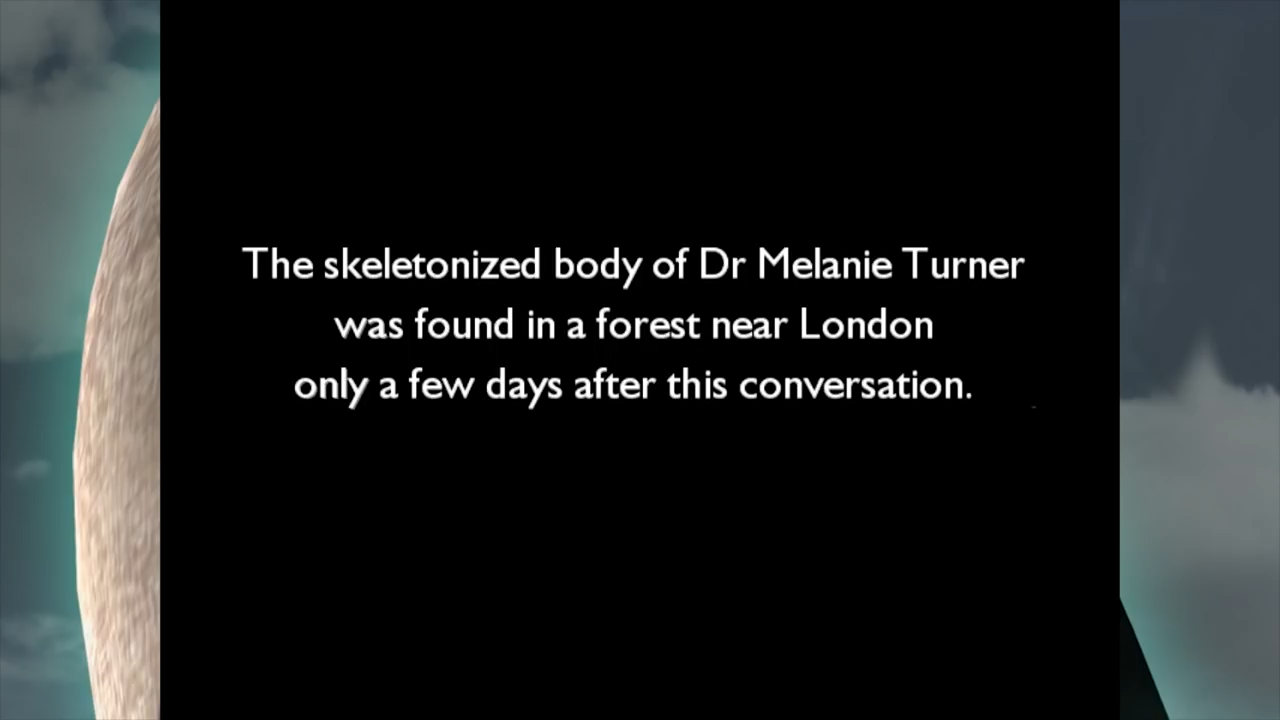 The skeletonized body of Dr Melanie Turner
was found in a forest near London
only a few days after this conversation.